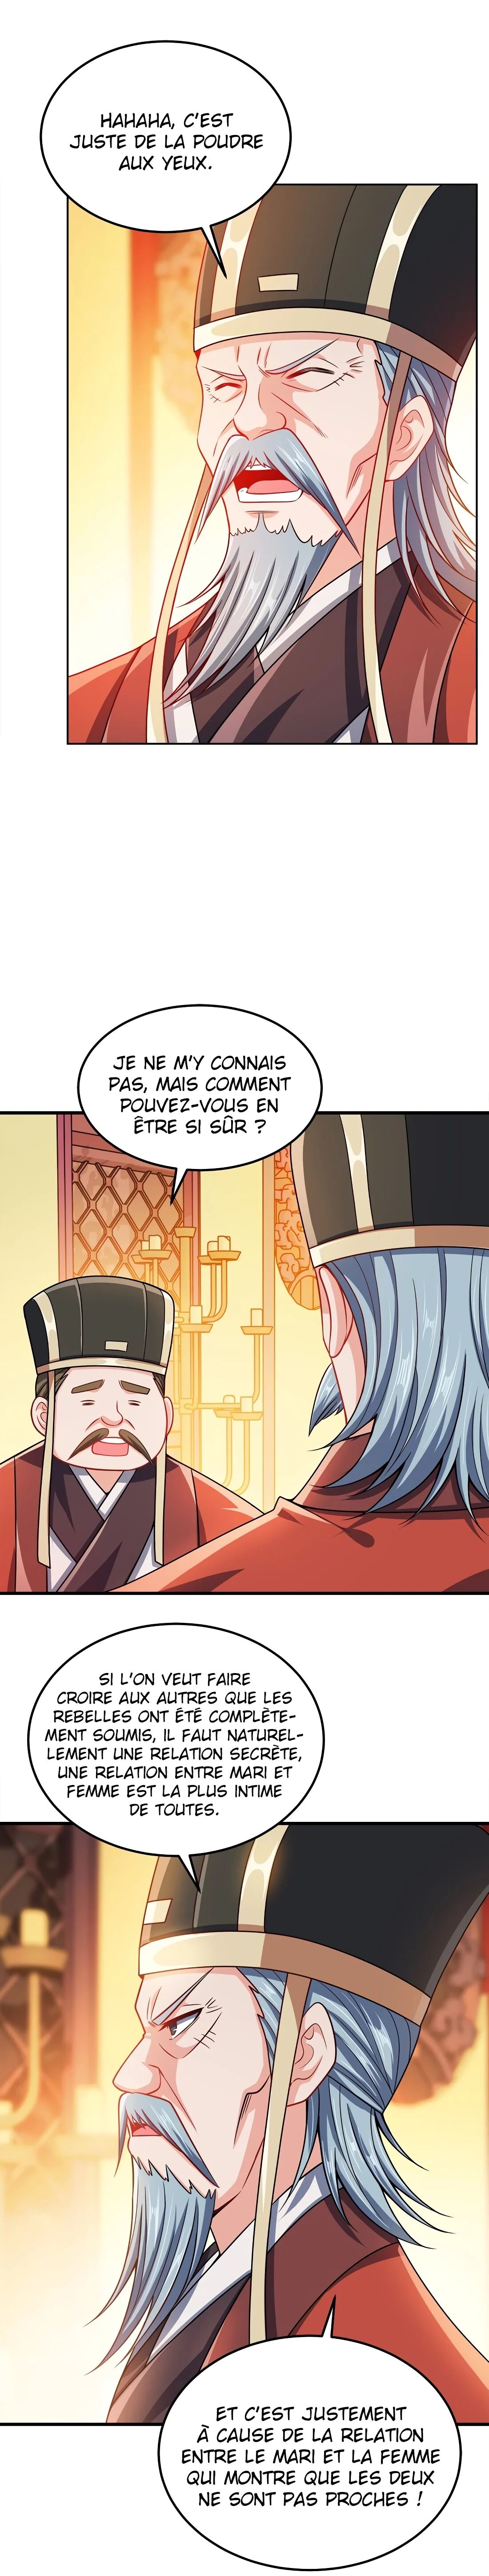 HAHAHA, C'EST
JUSTE DE LA POUDRE
AUX YEUX.
JE NE M'Y CONNAIS
PAS, MAIS COMMENT
POUVEZ-VOUS EN
ÊTRE SI SÛR ?
SI L'ON VEUT FAIRE
CROIRE AUX AUTRES QUE LES
REBELLES ONT ÉTÉ COMPLÈTE-
MENT SOUMIS, IL FAUT NATUREL-
LEMENT UNE RELATION SECRÈTE,
UNE RELATION ENTRE MARI ET
FEMME EST LA PLUS INTIME
DE TOUTES.
ET C'EST JUSTEMENT
À CAUSE DE LA RELATION
ENTRE LE MARI ET LA FEMME
QUI MONTRE QUE LES DEUX
NE SONT PAS PROCHES !